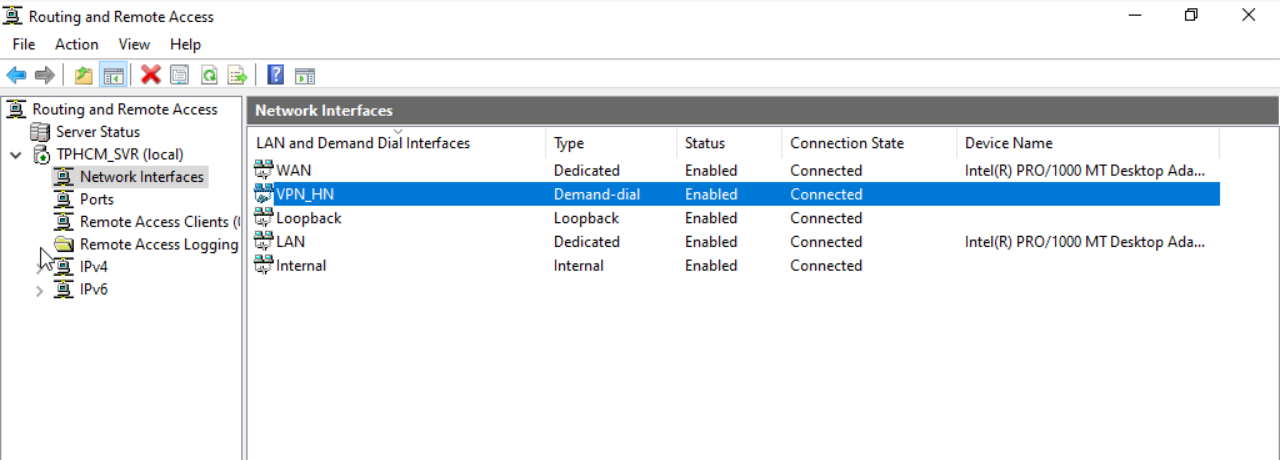 Routing and Remote Access
File Action View Help
Routing and Remote Access
Server Status
TPHCM_SVR (local)
Network Interfaces
Ports
Remote Access Clients (
Remote Access Logging
IPv4
IPv6
Network Interfaces
LAN and Demand Dial Interfaces Type Status Connection State Device Name
WAN Dedicated Enabled Connected Intel(R) PRO/1000 MT Desktop Ada...
VPN_HN Demand-dial Enabled Connected
Loopback Loopback Enabled Connected
LAN Dedicated Enabled Connected Intel(R) PRO/1000 MT Desktop Ada...
Internal Internal Enabled Connected